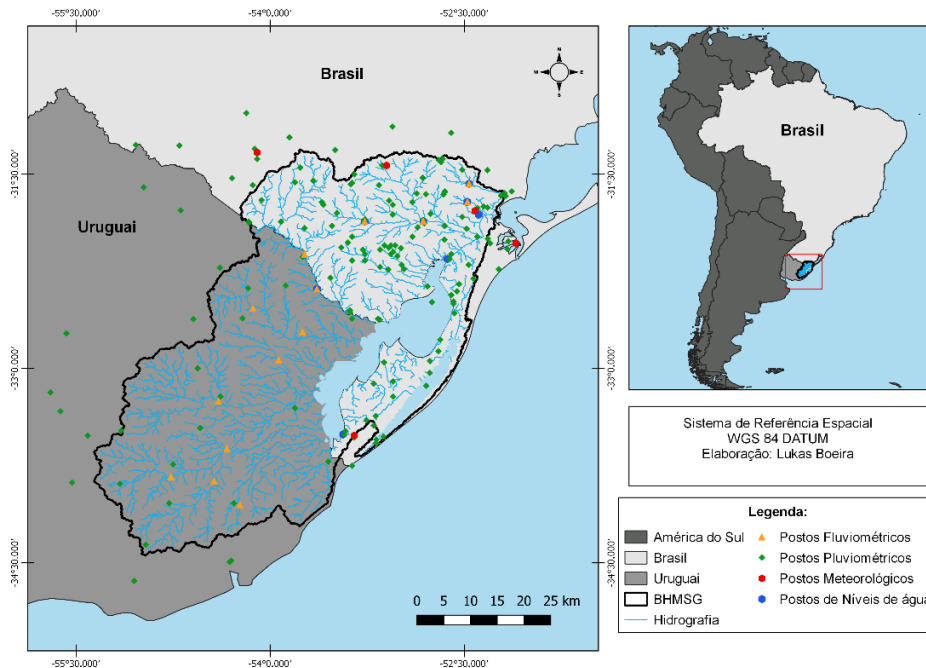 -55°30.000'
-54°0.000'
-52°30.000'
Brasil
N
W
E
S
-31°30.000'
-31°30.000'
Uruguai
-33°0.000'
-33°0.000'
-34°30.000'
-34°30.000'
0 5 10 15 20 25 km
-55°30.000'
-54°0.000'
-52°30.000'
Brasil
Sistema de Referência Espacial
WGS 84 DATUM
Elaboração: Lukas Boeira
Legenda:
América do Sul
Brasil
Uruguai
BHMSG
Hidrografia
Postos Fluviométricos
Postos Pluviométricos
Postos Meteorológicos
Postos de Níveis de água